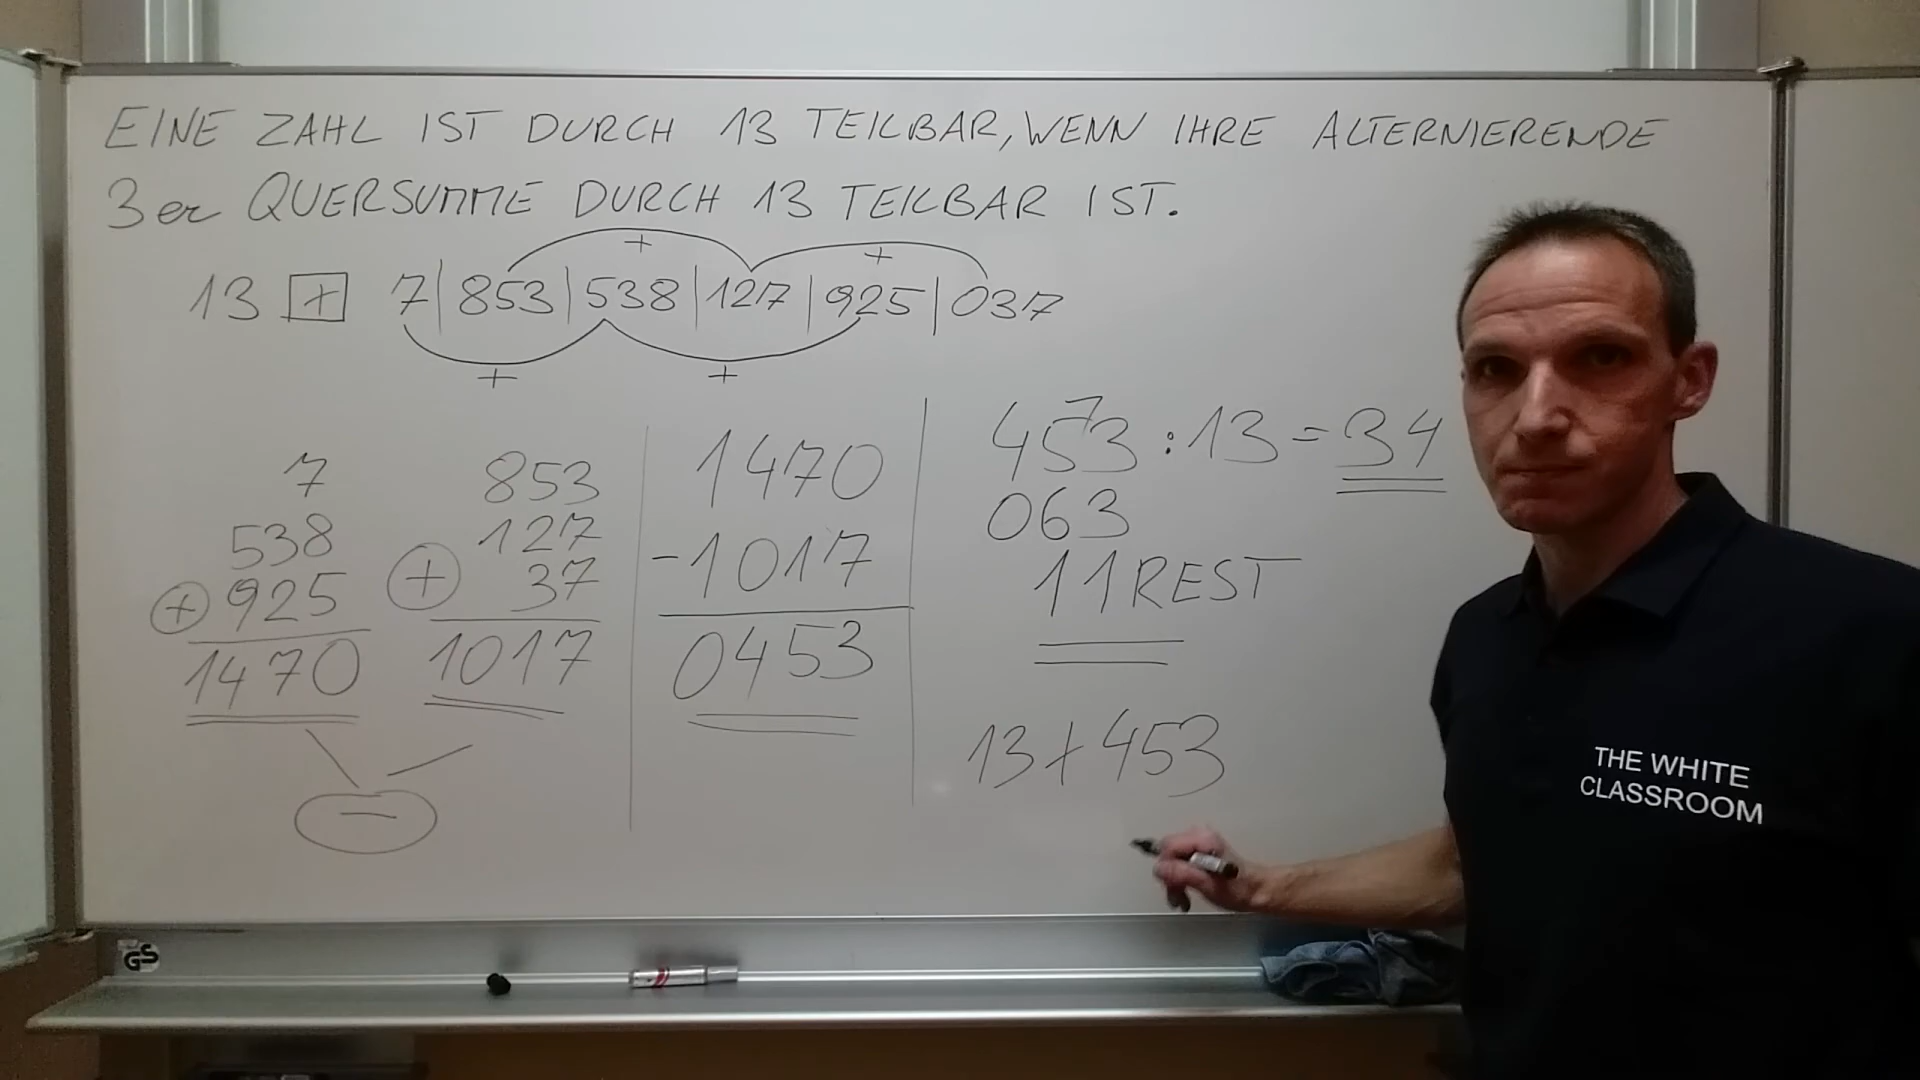 EINE ZAHL IST DURCH 13 TEILBAR, WENN IHRE ALTERNIERENDE
3er QUERSUMME DURCH 13 TEILBAR IST.
+ +
13 + 7|853|538|127|925|037
+ +
7
538
+ 925
1470
853
127
+ 37
1017
−
1470
-1017
0453
7
453 : 13 = 34
063
11 REST
13 ∤ 453
THE WHITE
CLASSROOM
GS